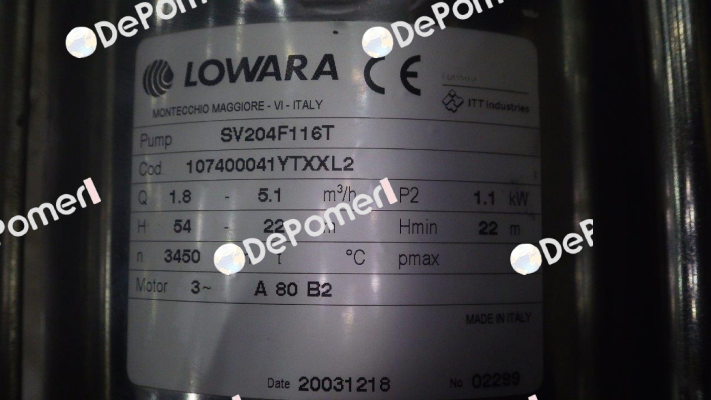 DePomerI
DePomerI
LOWARA CE
MONTECCHIO MAGGIORE - VI - ITALY
ITT Industries
Pump SV204F116T
Cod. 107400041YTXXL2
Q 1.8 - 5.1 m³/h P2 1.1 kW
DePomerI
H 54 - 22 m Hmin 22 m
DePomerI
DePomerI
n 3450 t °C pmax
Motor 3~ A 80 B2
MADE IN ITALY
Date 20031218 No 02299